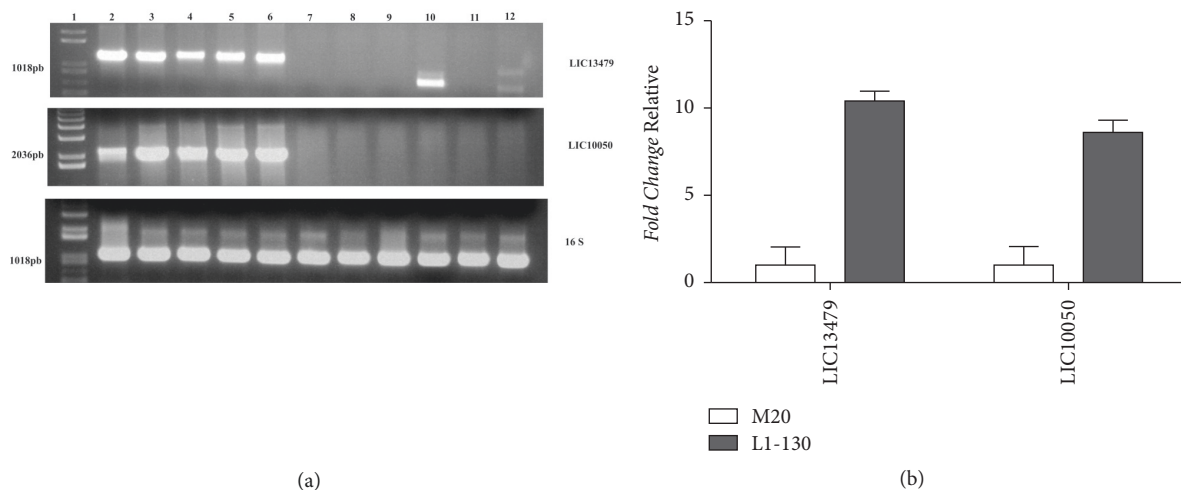 1 2 3 4 5 6 7 8 9 10 11 12
1018pb
LIC13479
2036pb
LIC10050
1018pb
16 S
(a)
15
10
5
0
Fold Change Relative
LIC13479
LIC10050
M20
L1-130
(b)